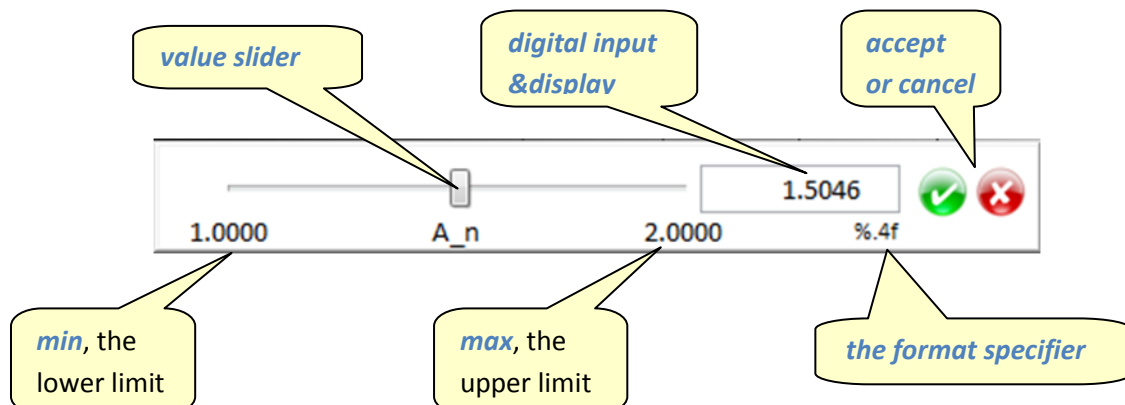 value slider
digital input
&display
accept
or cancel
1.5046
1.0000 A_n 2.0000 %.4f
min, the
lower limit
max, the
upper limit
the format specifier